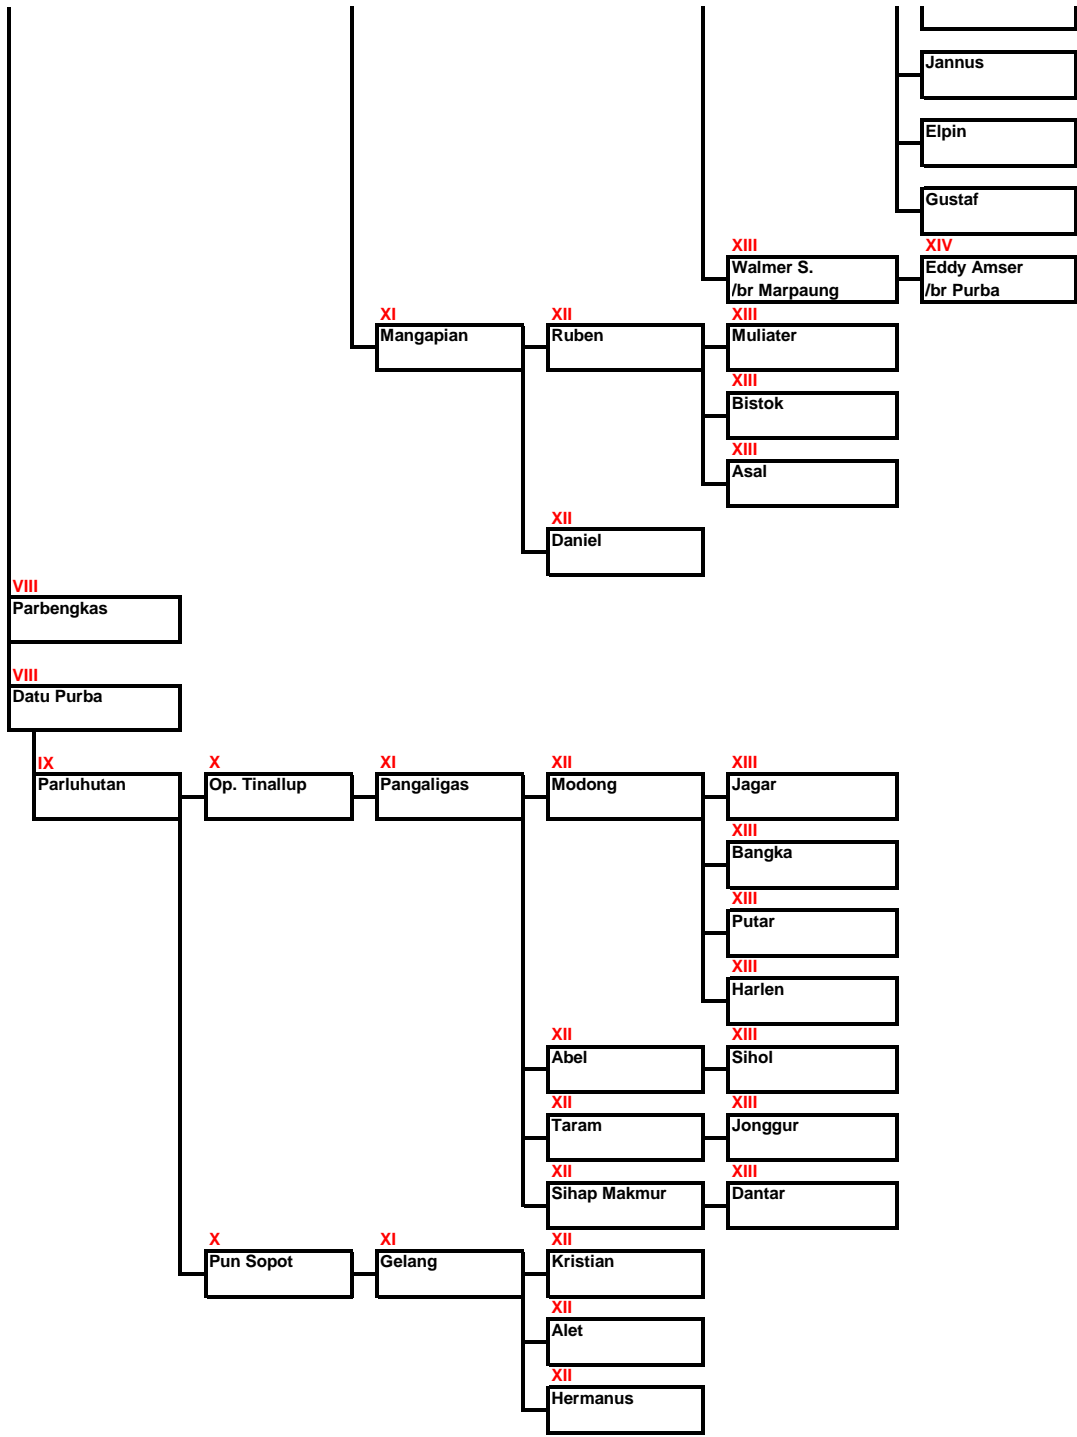 Jannus
Elpin
Gustaf
XIII XIV
Walmer S. Eddy Amser
/br Marpaung /br Purba
XI XII XIII
Mangapian Ruben Muliater
XIII
Bistok
XIII
Asal
XII
Daniel
VIII
Parbengkas
VIII
Datu Purba
IX X XI XII XIII
Parluhutan Op. Tinallup Pangaligas Modong Jagar
XIII
Bangka
XIII
Putar
XIII
Harlen
XII XIII
Abel Sihol
XII XIII
Taram Jonggur
XII XIII
Sihap Makmur Dantar
X XI XII
Pun Sopot Gelang Kristian
XII
Alet
XII
Hermanus